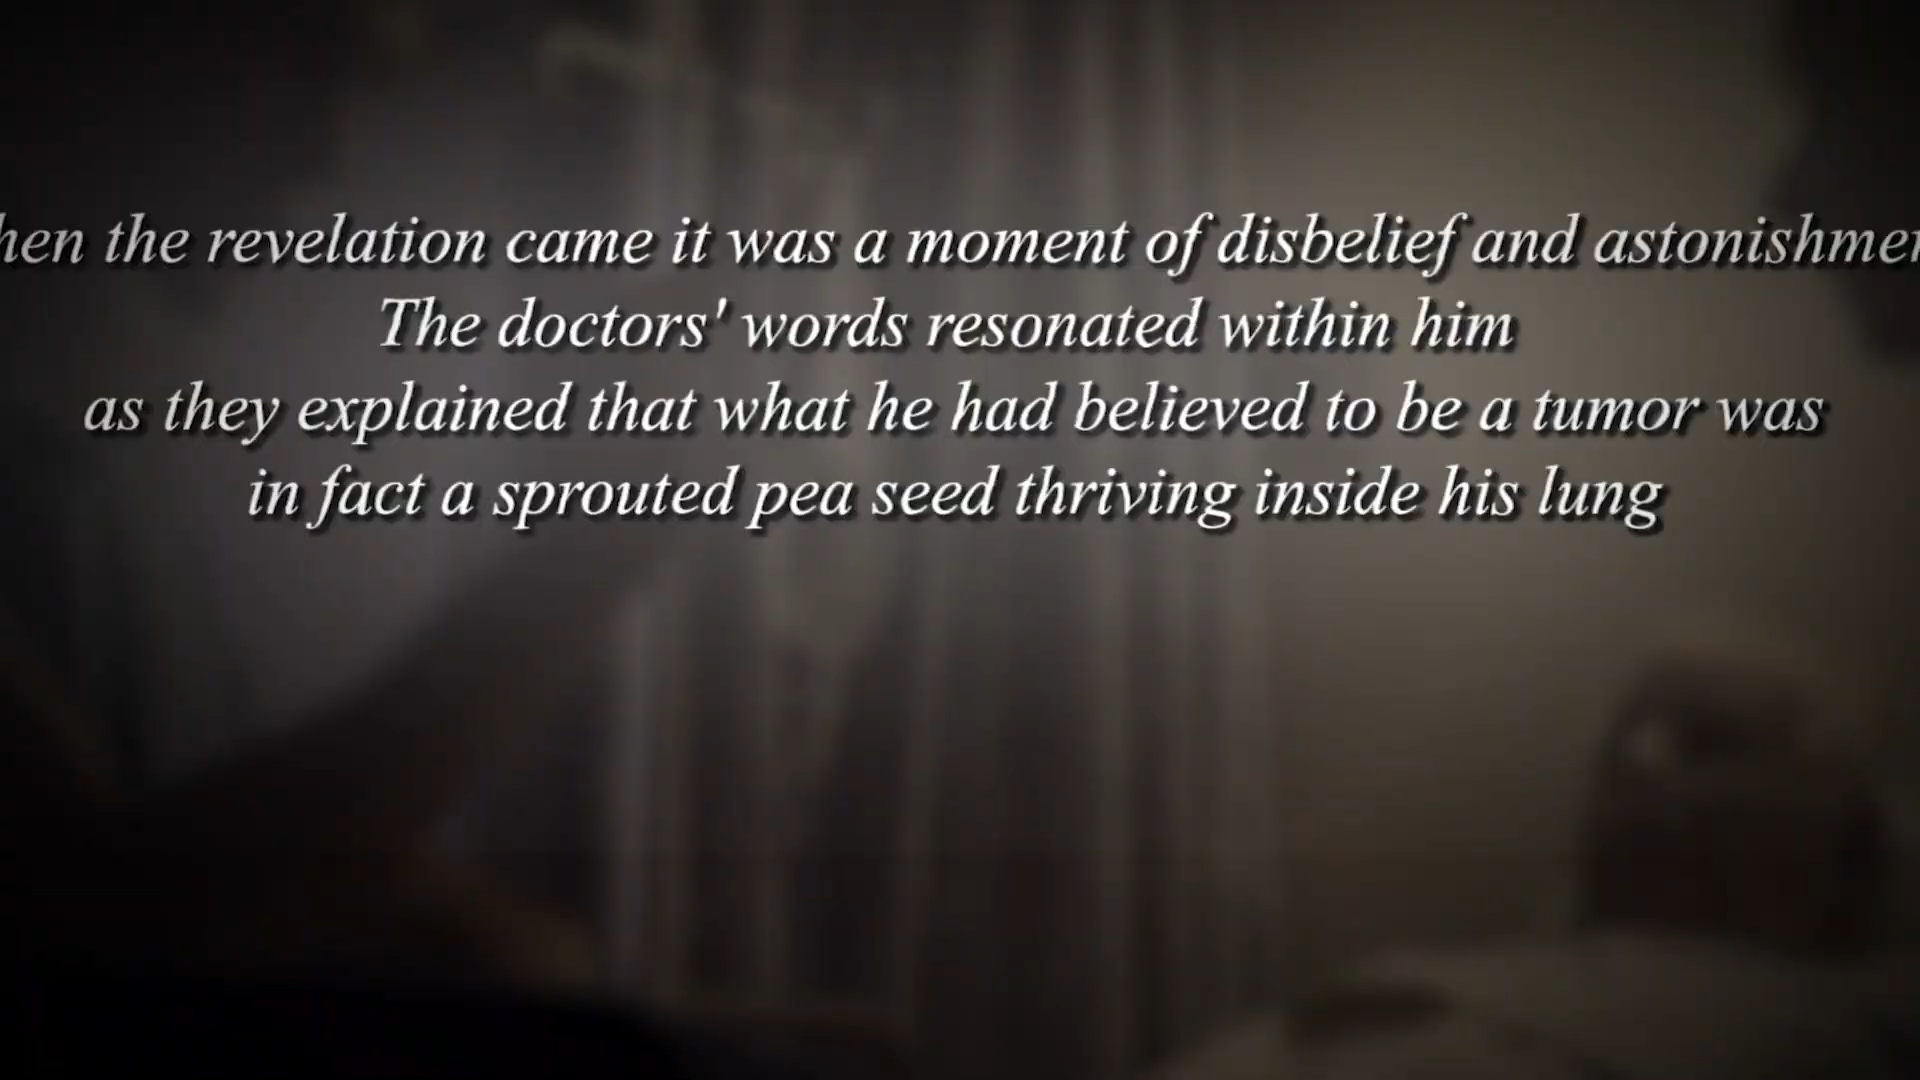 hen the revelation came it was a moment of disbelief and astonishmen
The doctors' words resonated within him
as they explained that what he had believed to be a tumor was
in fact a sprouted pea seed thriving inside his lung